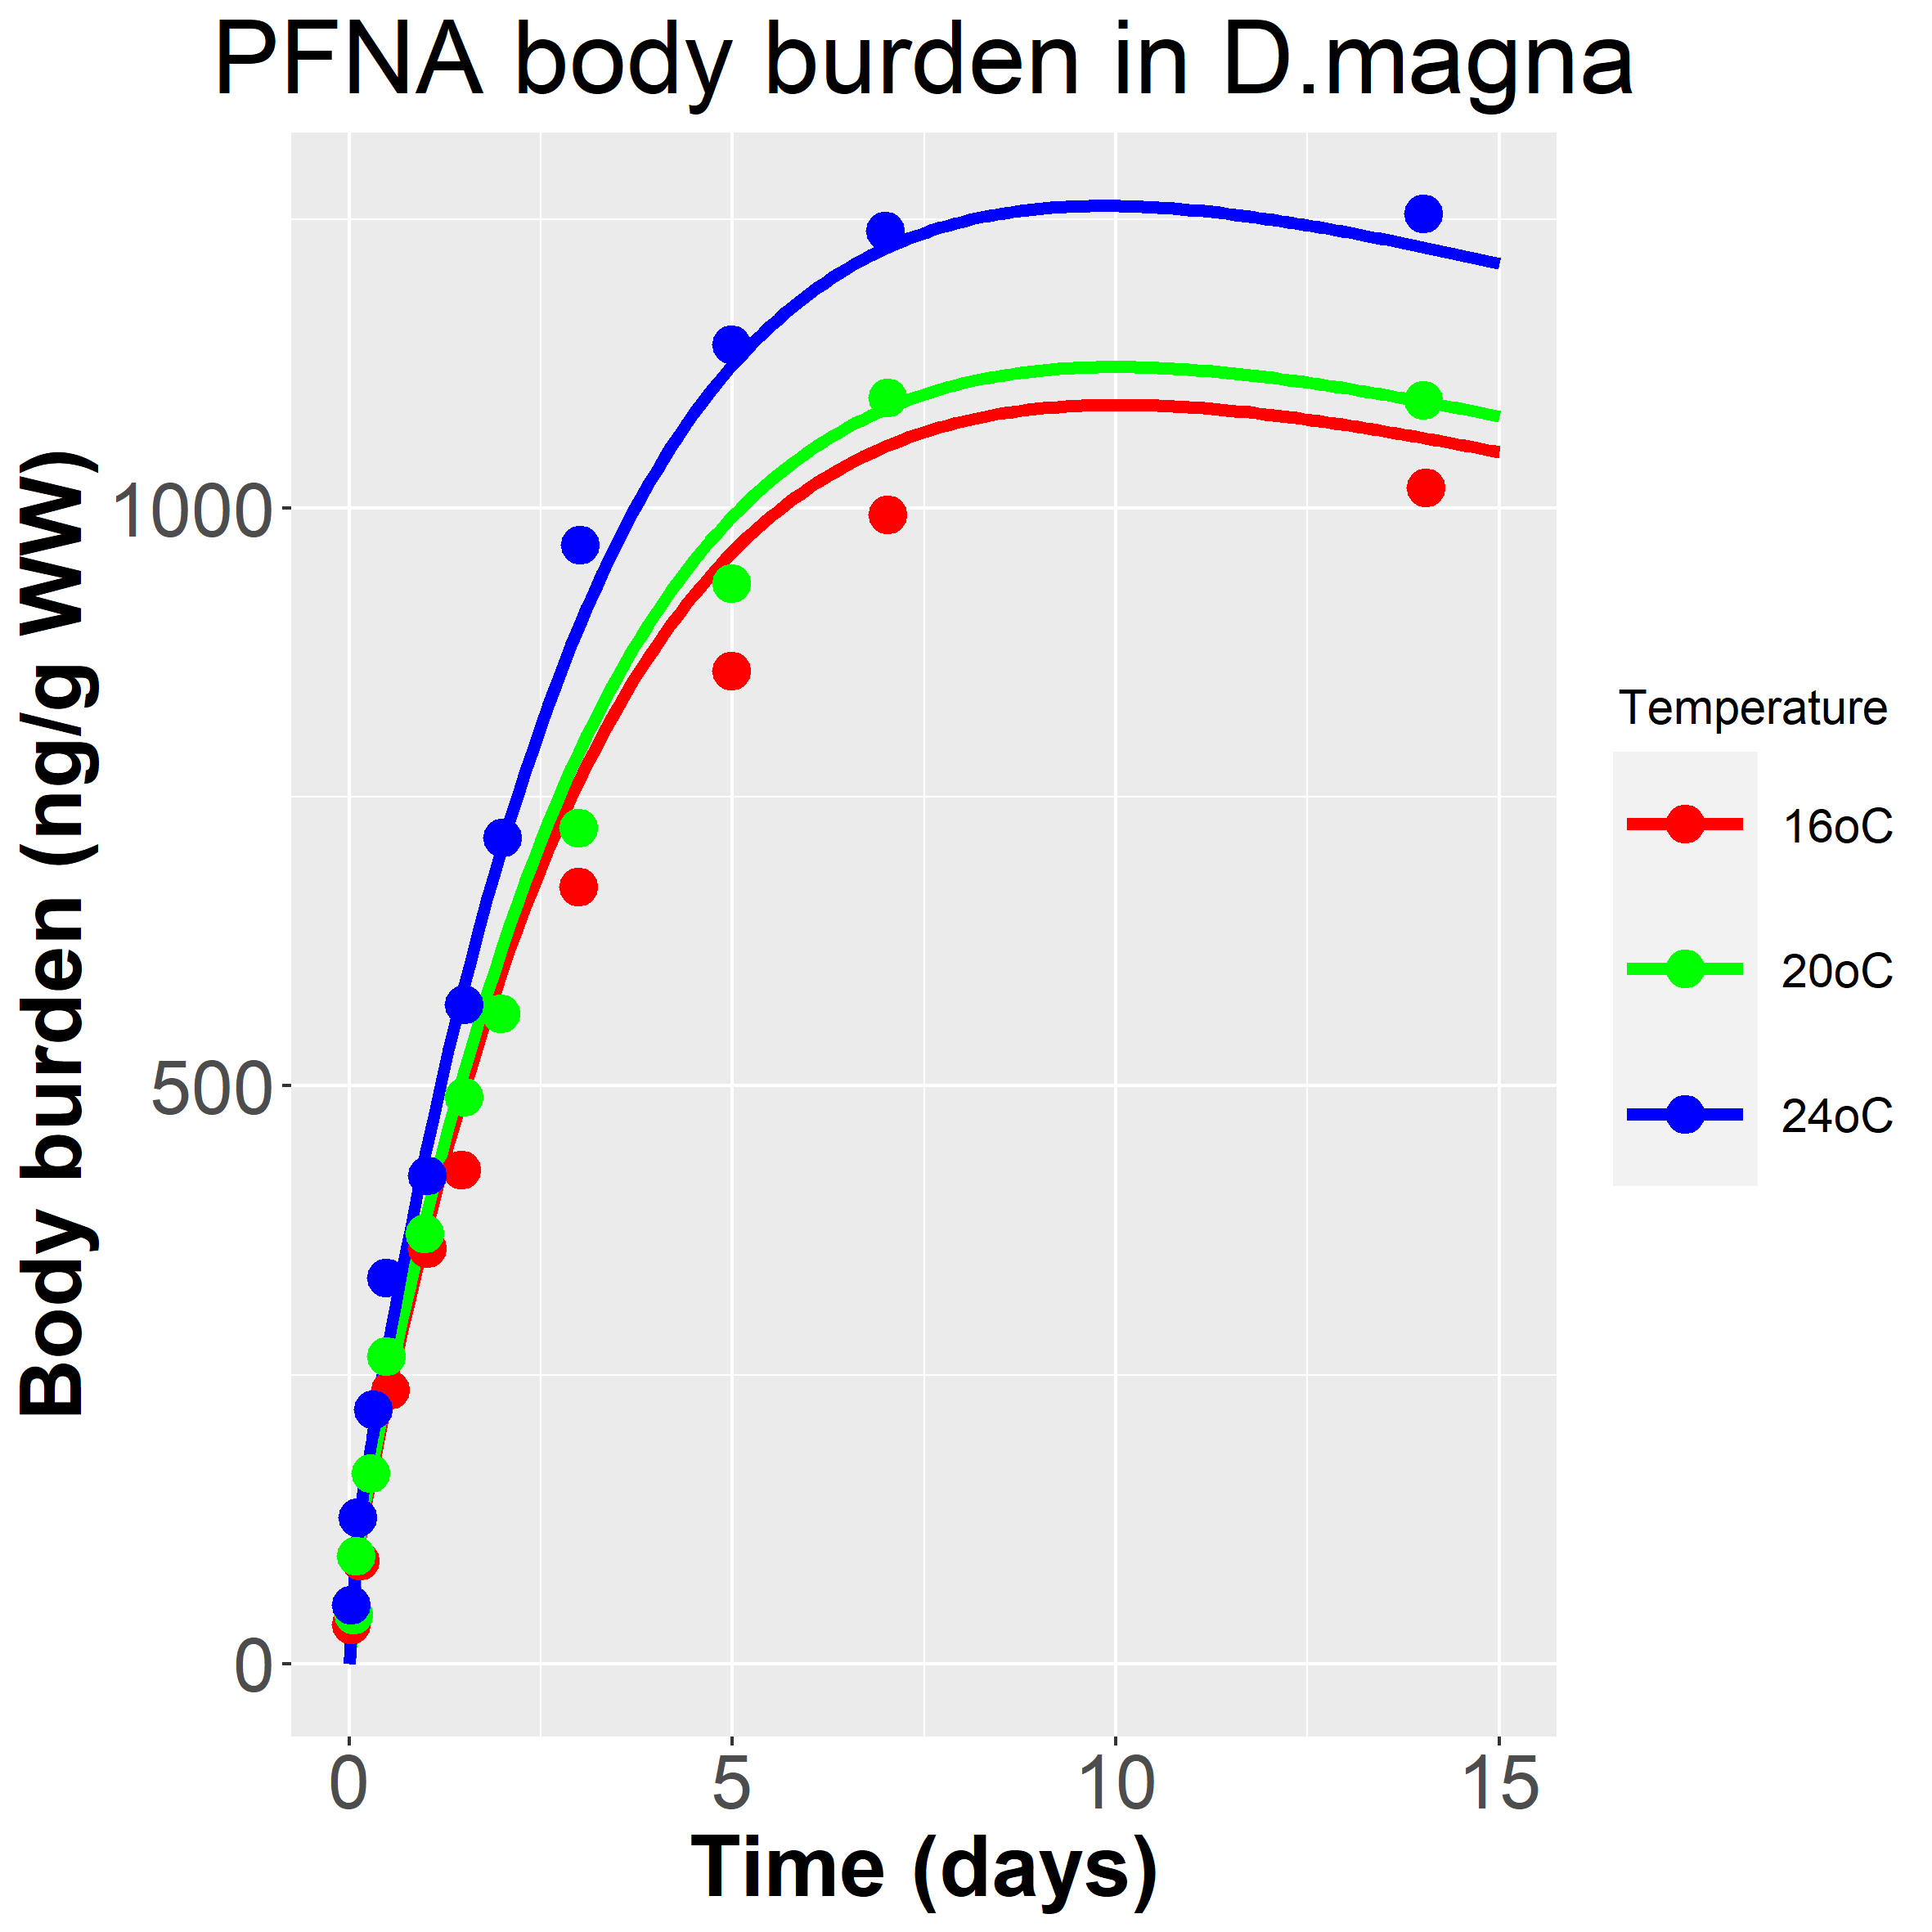 PFNA body burden in D.magna
Body burden (ng/g WW)
1000
500
0
0 5 10 15
Time (days)
Temperature
16oC
20oC
24oC